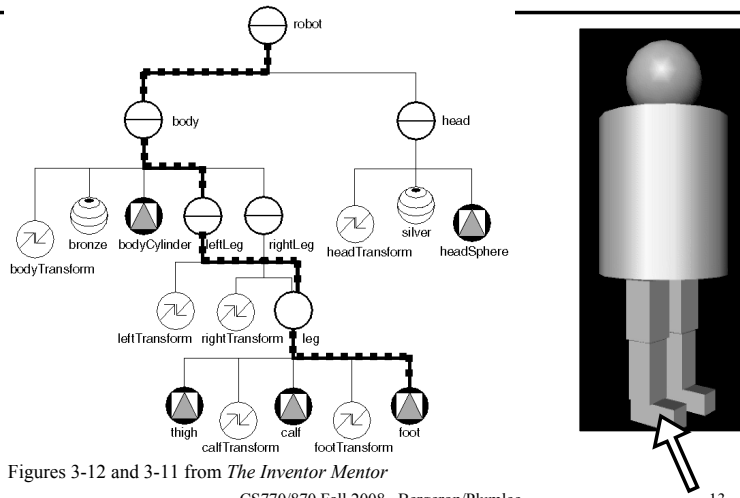 robot
body
head
bronze
bodyCylinder
leftLeg
rightLeg
bodyTransform
headTransform
silver
headSphere
leftTransform
rightTransform
leg
thigh
calfTransform
calf
footTransform
foot
Figures 3-12 and 3-11 from The Inventor Mentor
CS770/870 Fall 2008 Bergeron/Plumlee
13